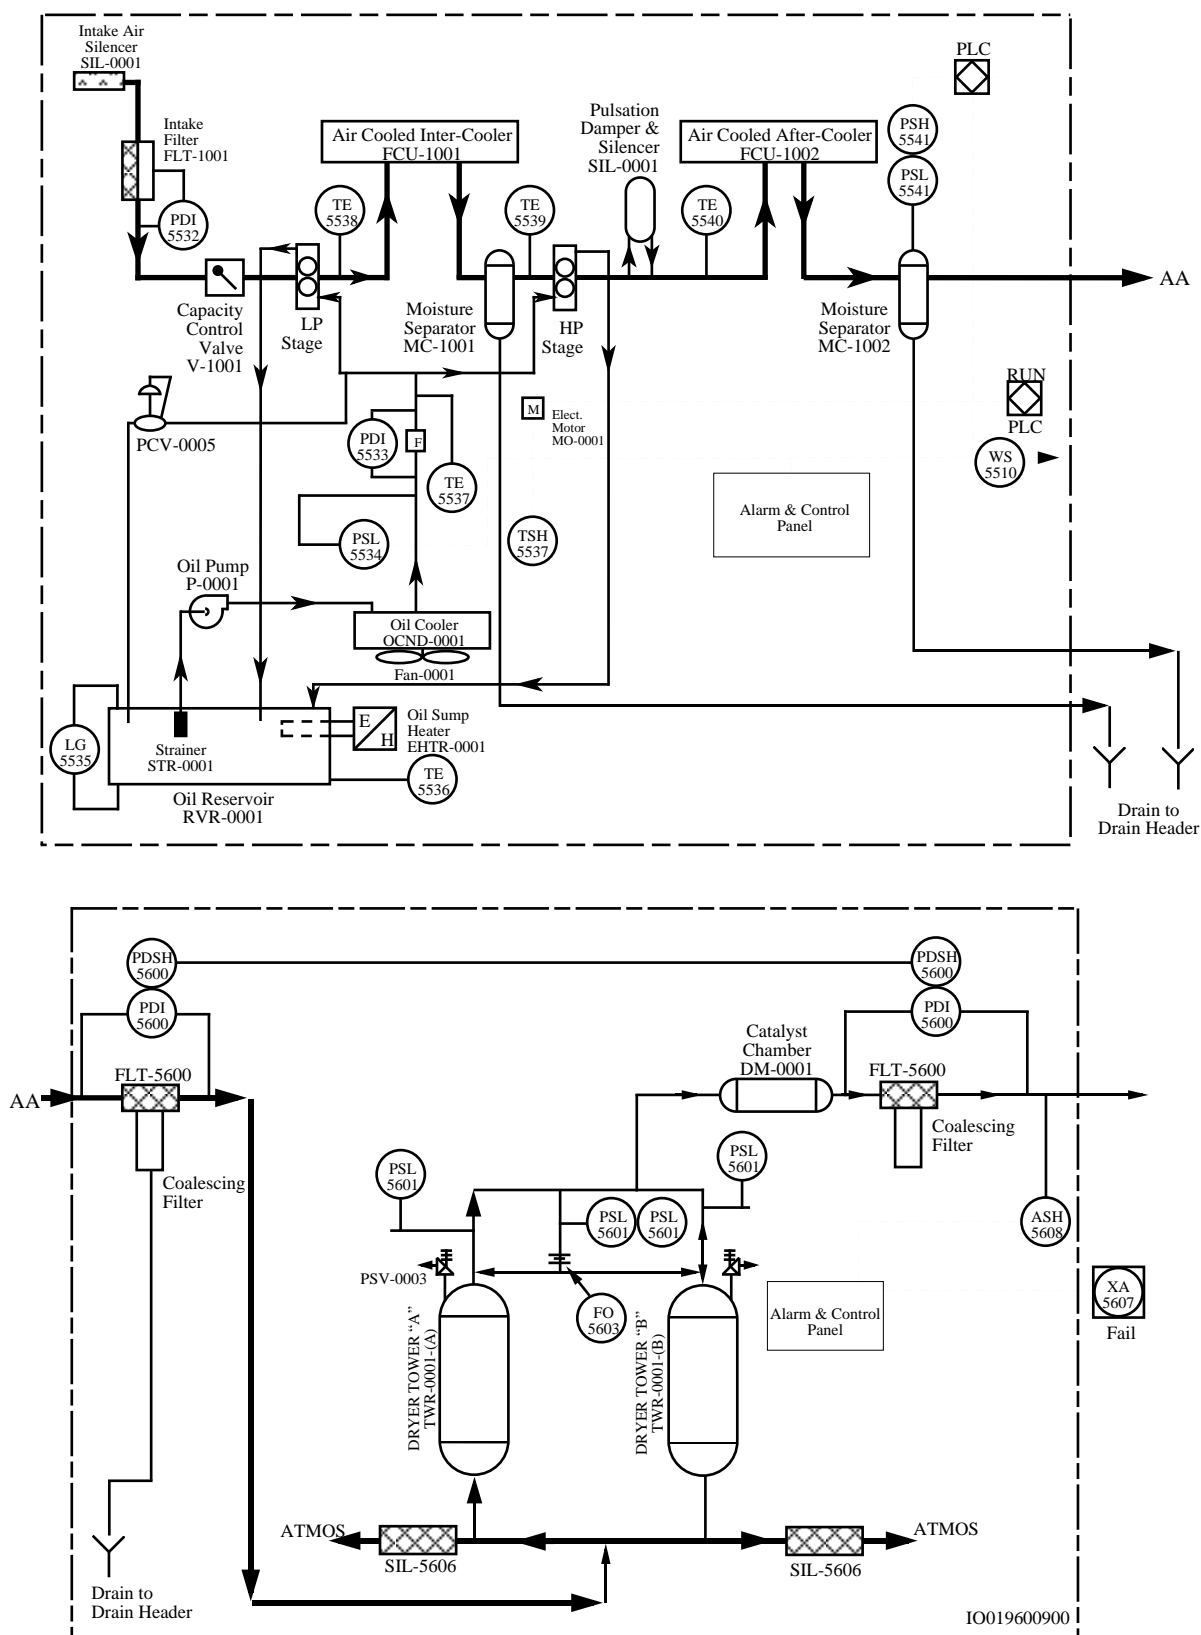 Intake Air
Silencer
SIL-0001
Intake
Filter
FLT-1001
PDI
5532
Air Cooled Inter-Cooler
FCU-1001
Pulsation
Damper &
Silencer
SIL-0001
Air Cooled After-Cooler
FCU-1002
PLC
PSH
5541
PSL
5541
TE
5538
TE
5539
TE
5540
AA
Capacity
Control
Valve
V-1001
LP
Stage
Moisture
Separator
MC-1001
HP
Stage
Moisture
Separator
MC-1002
PCV-0005
PDI
5533
F
TE
5537
M
Elect.
Motor
MO-0001
RUN
PLC
WS
5510
Alarm & Control
Panel
PSL
5534
TSH
5537
Oil Pump
P-0001
Oil Cooler
OCND-0001
Fan-0001
LG
5535
Strainer
STR-0001
E
H
Oil Sump
Heater
EHTR-0001
TE
5536
Oil Reservoir
RVR-0001
Drain to
Drain Header
PDSH
5600
PDI
5600
FLT-5600
AA
Coalescing
Filter
PDSH
5600
PDI
5600
Catalyst
Chamber
DM-0001
FLT-5600
Coalescing
Filter
PSL
5601
PSL
5601
PSL
5601
PSL
5601
ASH
5608
PSV-0003
FO
5603
DRYER TOWER “A”
TWR-0001-(A)
DRYER TOWER “B”
TWR-0001-(B)
Alarm & Control
Panel
XA
5607
Fail
ATMOS
SIL-5606
SIL-5606
ATMOS
Drain to
Drain Header
IO019600900